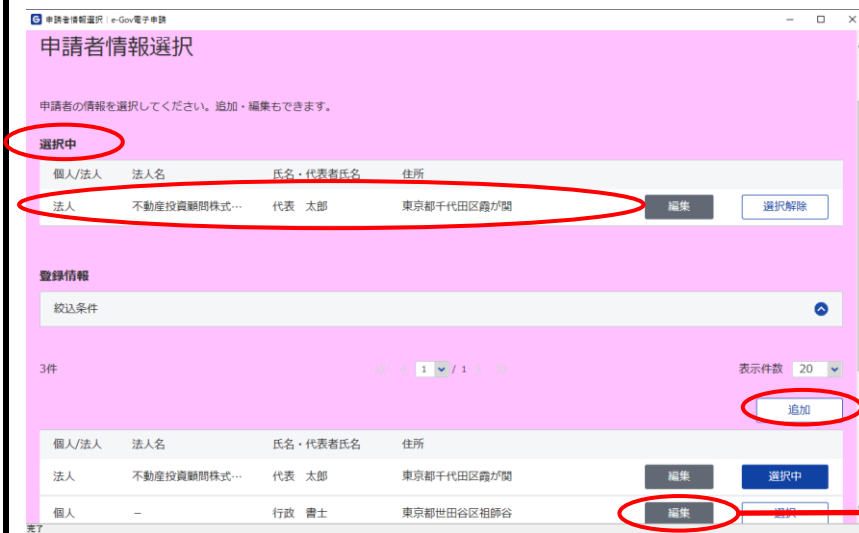 申請者情報選択｜e-Gov電子申請
申請者情報選択
申請者の情報を選択してください。追加・編集もできます。
選択中
個人/法人 法人名 氏名・代表者氏名 住所
法人 不動産投資顧問株式… 代表 太郎 東京都千代田区霞が関 編集 選択解除
登録情報
絞込条件
3件 1 / 1 表示件数 20
追加
個人/法人 法人名 氏名・代表者氏名 住所
法人 不動産投資顧問株式… 代表 太郎 東京都千代田区霞が関 編集 選択中
個人 － 行政 書士 東京都世田谷区祖師谷 編集 選択
完了